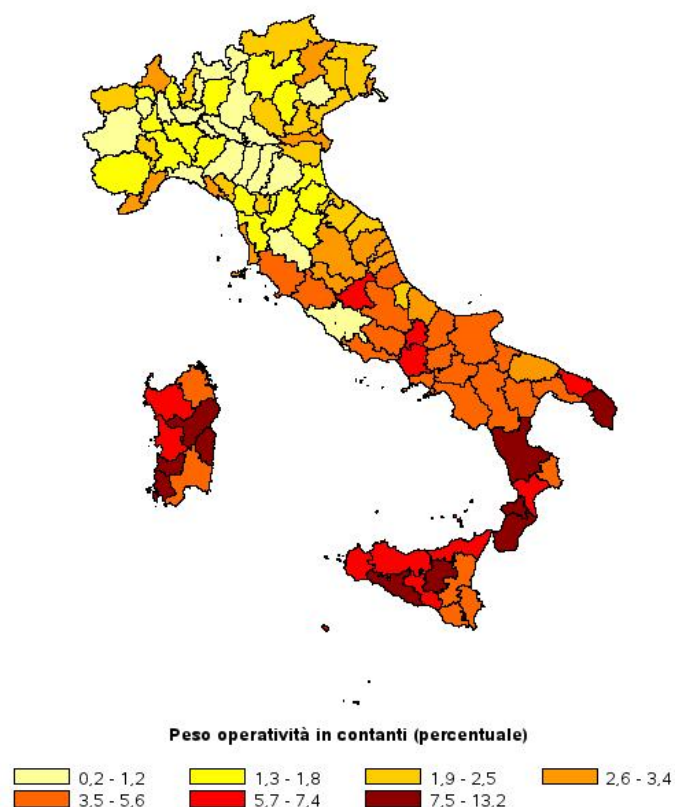 Peso operatività in contanti (percentuale)
0,2 - 1,2 1,3 - 1,8 1,9 - 2,5 2,6 - 3,4
3.5 - 5.6 5.7 - 7.4 7.5 - 13.2